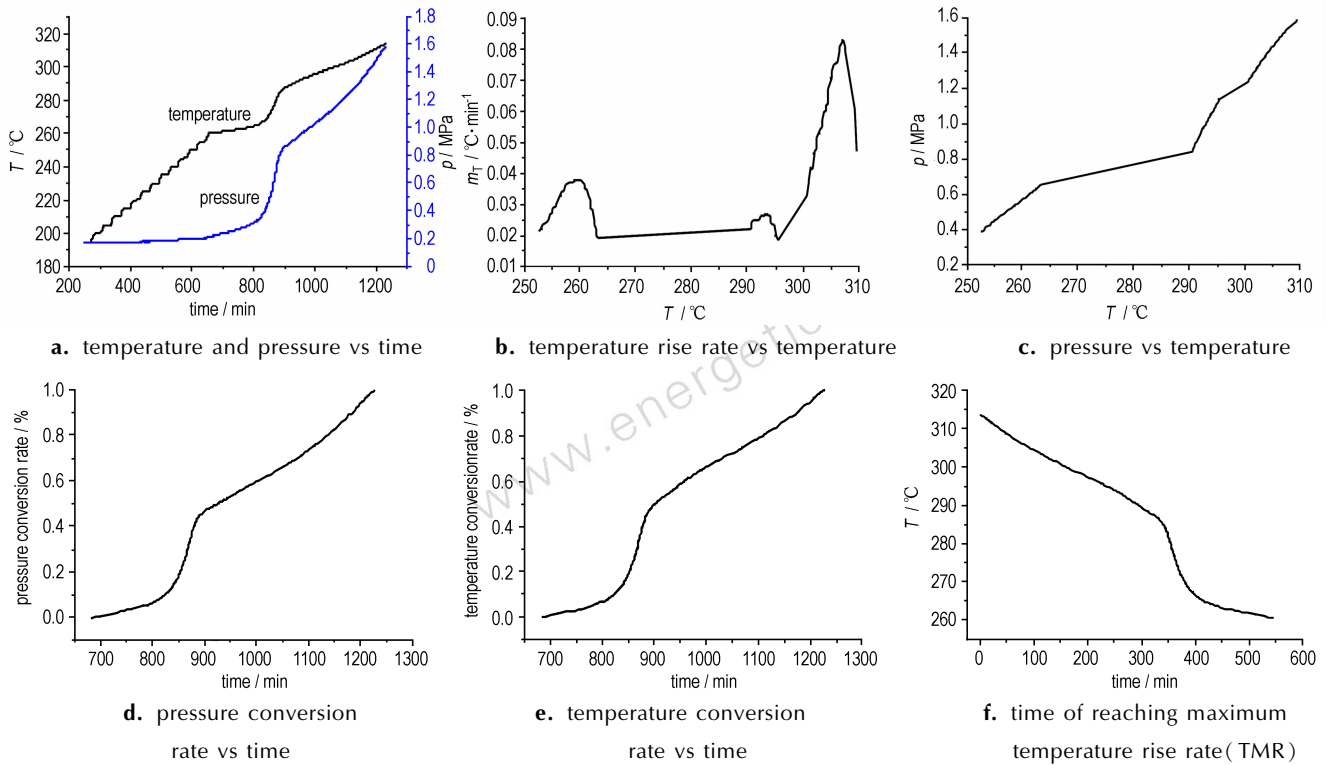 T / °C
320
300
280
260
240
220
200
180
temperature
pressure
1.8
1.6
1.4
1.2
1.0
0.8
0.6
0.4
0.2
0
p / MPa
200 400 600 800 1000 1200
time / min
a. temperature and pressure vs time
m_T / °C·min⁻¹
0.09
0.08
0.07
0.06
0.05
0.04
0.03
0.02
0.01
250 260 270 280 290 300 310
T / °C
b. temperature rise rate vs temperature
p / MPa
1.6
1.4
1.2
1.0
0.8
0.6
0.4
0.2
250 260 270 280 290 300 310
T / °C
c. pressure vs temperature
www.energetic
pressure conversion rate / %
1.0
0.8
0.6
0.4
0.2
0.0
700 800 900 1000 1100 1200 1300
time / min
d. pressure conversion
rate vs time
temperature conversionrate / %
1.0
0.8
0.6
0.4
0.2
0.0
700 800 900 1000 1100 1200 1300
time / min
e. temperature conversion
rate vs time
T / °C
320
310
300
290
280
270
260
0 100 200 300 400 500 600
time / min
f. time of reaching maximum
temperature rise rate( TMR )